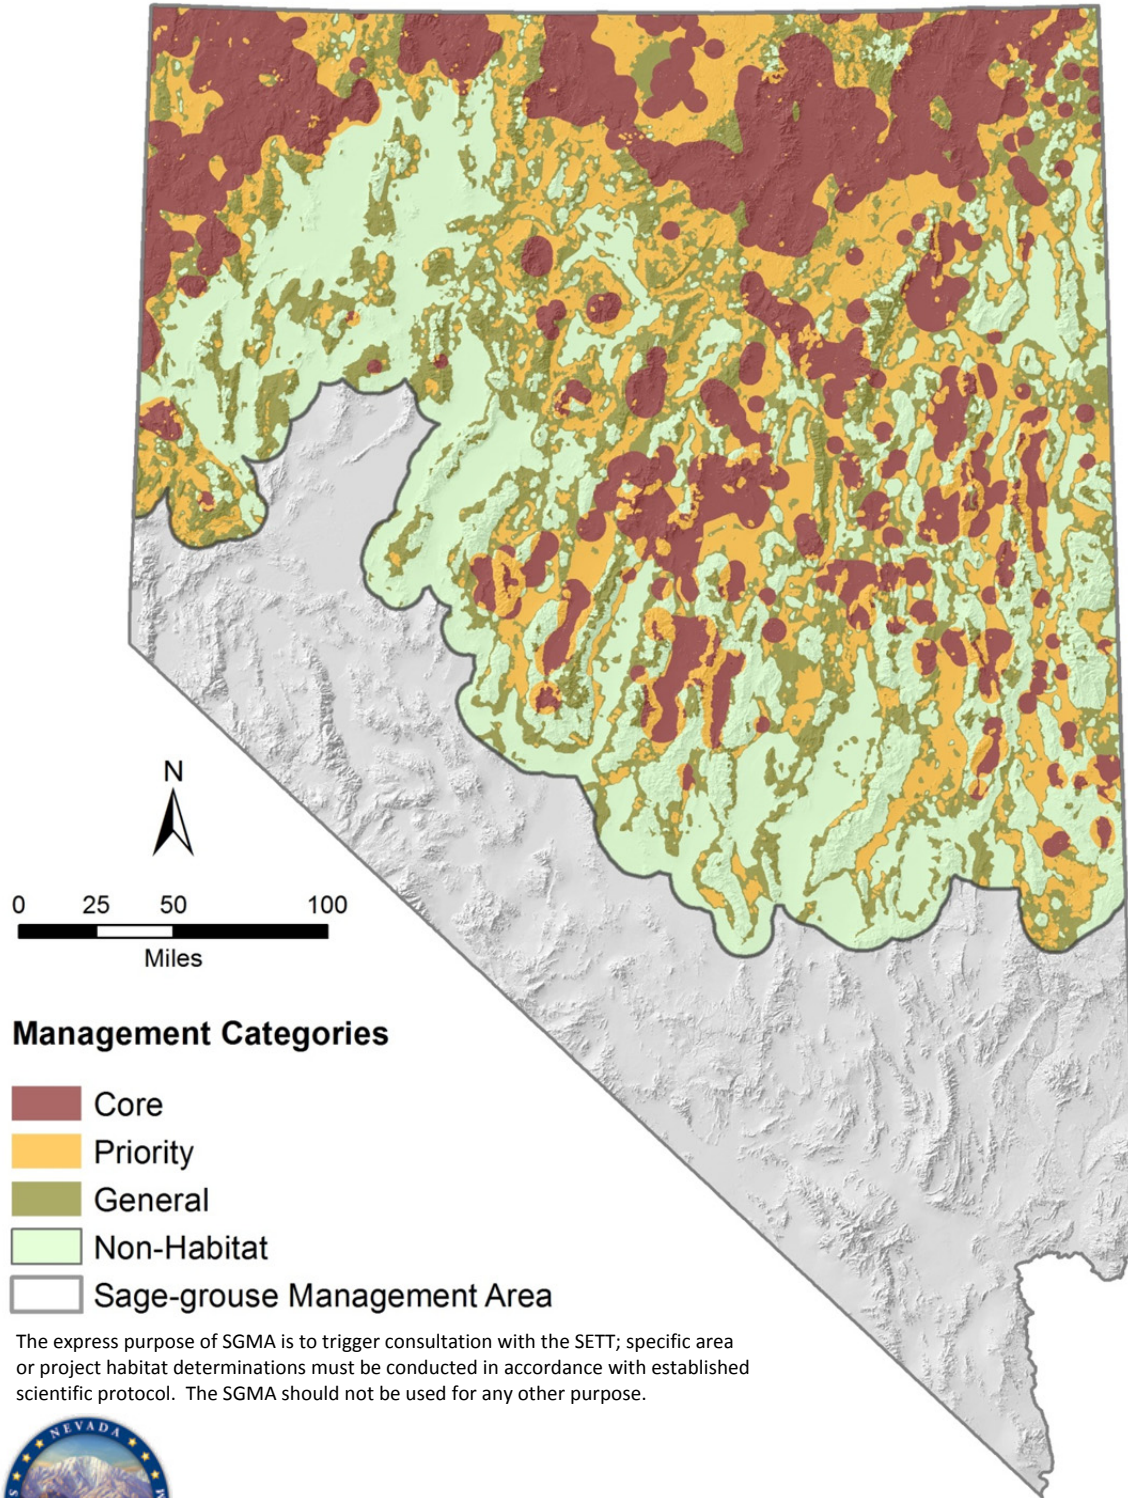 N
0 25 50 100
Miles
Management Categories
Core
Priority
General
Non-Habitat
Sage-grouse Management Area
The express purpose of SGMA is to trigger consultation with the SETT; specific area
or project habitat determinations must be conducted in accordance with established
scientific protocol.  The SGMA should not be used for any other purpose.
NEVADA